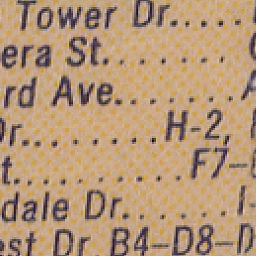 Tower Dr.....
era St........
rd Ave........
Dr........H-2,
t..........F7–
dale Dr.......I-
est Dr. B4–D8–D